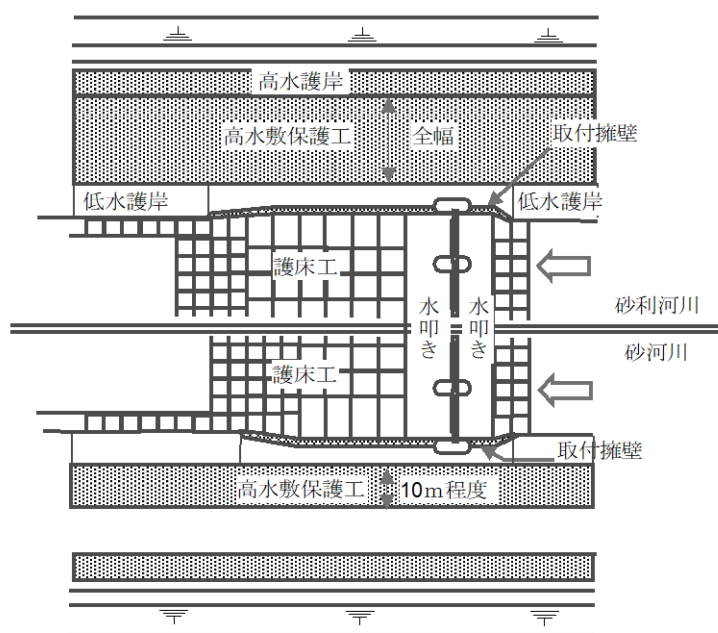 高水護岸
高水敷保護工
全幅
取付擁壁
低水護岸
低水護岸
護床工
水叩き
水叩き
砂利河川
砂河川
護床工
取付擁壁
高水敷保護工
10m程度